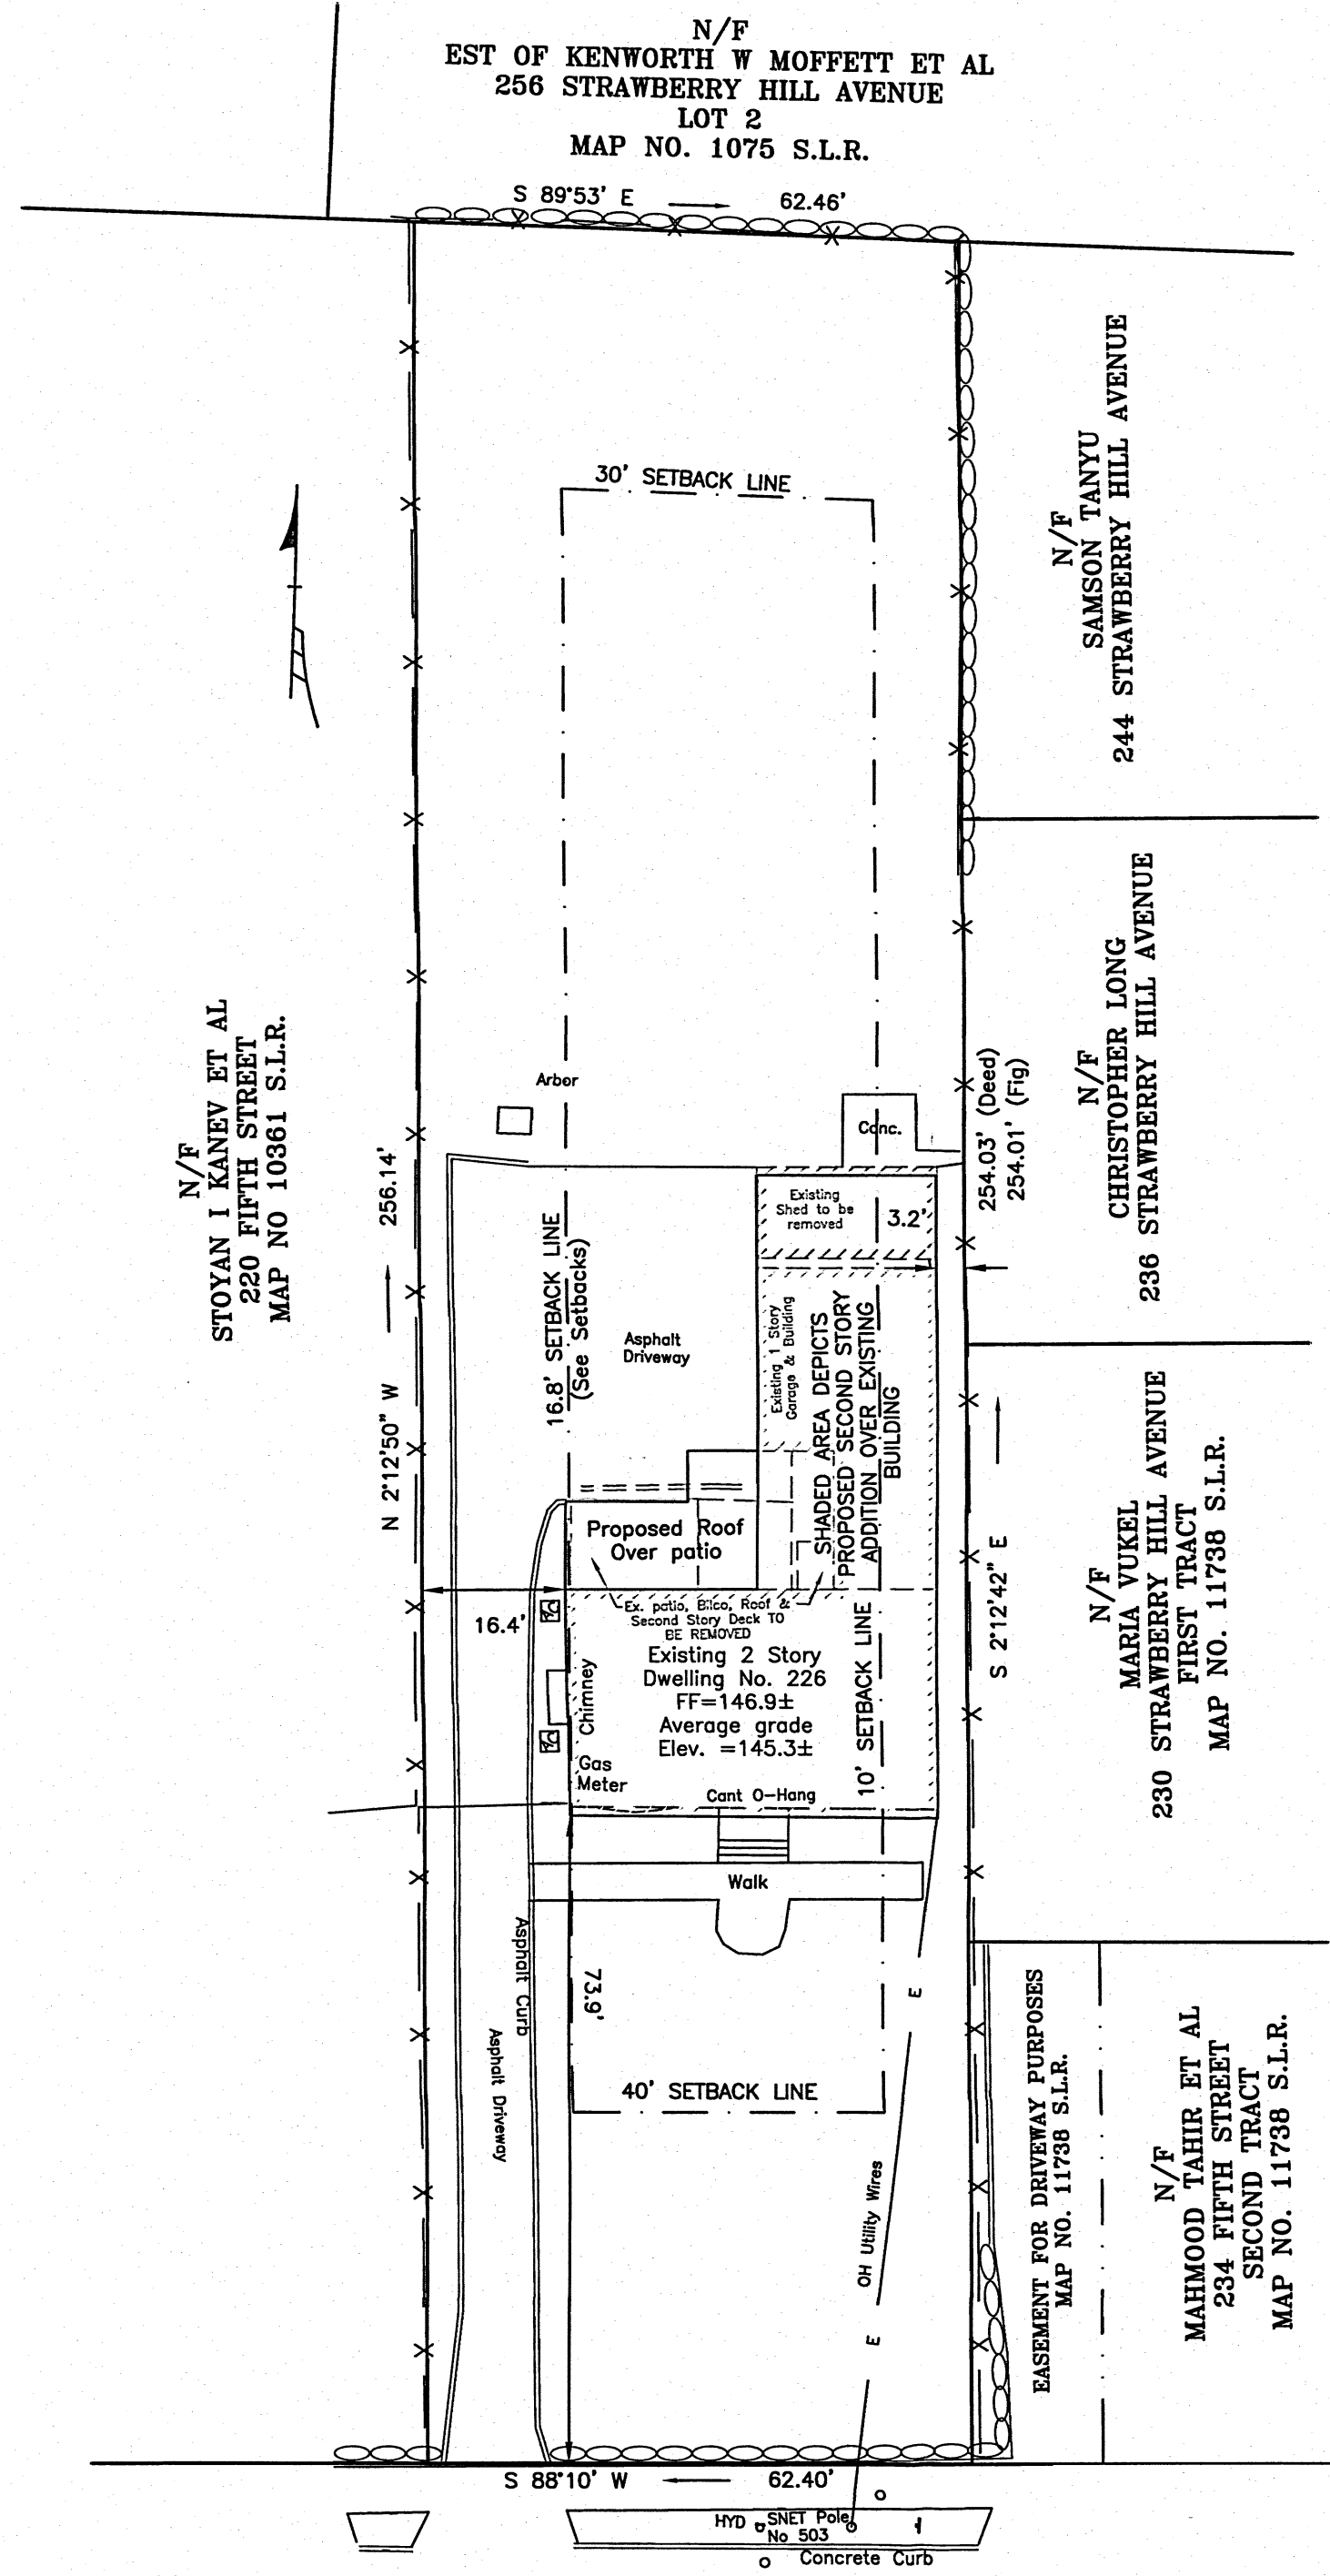 N/F
EST OF KENWORTH W MOFFETT ET AL
256 STRAWBERRY HILL AVENUE
LOT 2
MAP NO. 1075 S.L.R.
S 89°53' E
62.46'
30' SETBACK LINE
N/F
SAMSON TANYU
244 STRAWBERRY HILL AVENUE
N/F
STOYAN I KANEV ET AL
220 FIFTH STREET
MAP NO 10361 S.L.R.
N 2°12'50" W
256.14'
Arbor
Conc.
254.03' (Deed)
254.01' (Fig)
N/F
CHRISTOPHER LONG
236 STRAWBERRY HILL AVENUE
Existing
Shed to be
removed
3.2'
16.8' SETBACK LINE
(See Setbacks)
Asphalt
Driveway
Existing 1 Story
Garage & Building
SHADED AREA DEPICTS
PROPOSED SECOND STORY
ADDITION OVER EXISTING
BUILDING
Proposed Roof
Over patio
16.4'
Ex. patio, Bilco, Roof &
Second Story Deck TO
BE REMOVED
Existing 2 Story
Dwelling No. 226
FF=146.9±
Average grade
Elev. =145.3±
A/C
A/C
Chimney
Gas
Meter
10' SETBACK LINE
Cant O-Hang
S 2°12'42" E
N/F
MARIA VUKEL
230 STRAWBERRY HILL AVENUE
FIRST TRACT
MAP NO. 11738 S.L.R.
Walk
Asphalt Curb
Asphalt Driveway
73.9'
E
40' SETBACK LINE
OH Utility Wires
E
EASEMENT FOR DRIVEWAY PURPOSES
MAP NO. 11738 S.L.R.
N/F
MAHMOOD TAHIR ET AL
234 FIFTH STREET
SECOND TRACT
MAP NO. 11738 S.L.R.
S 88°10' W
62.40'
HYD
SNET Pole
No 503
Concrete Curb